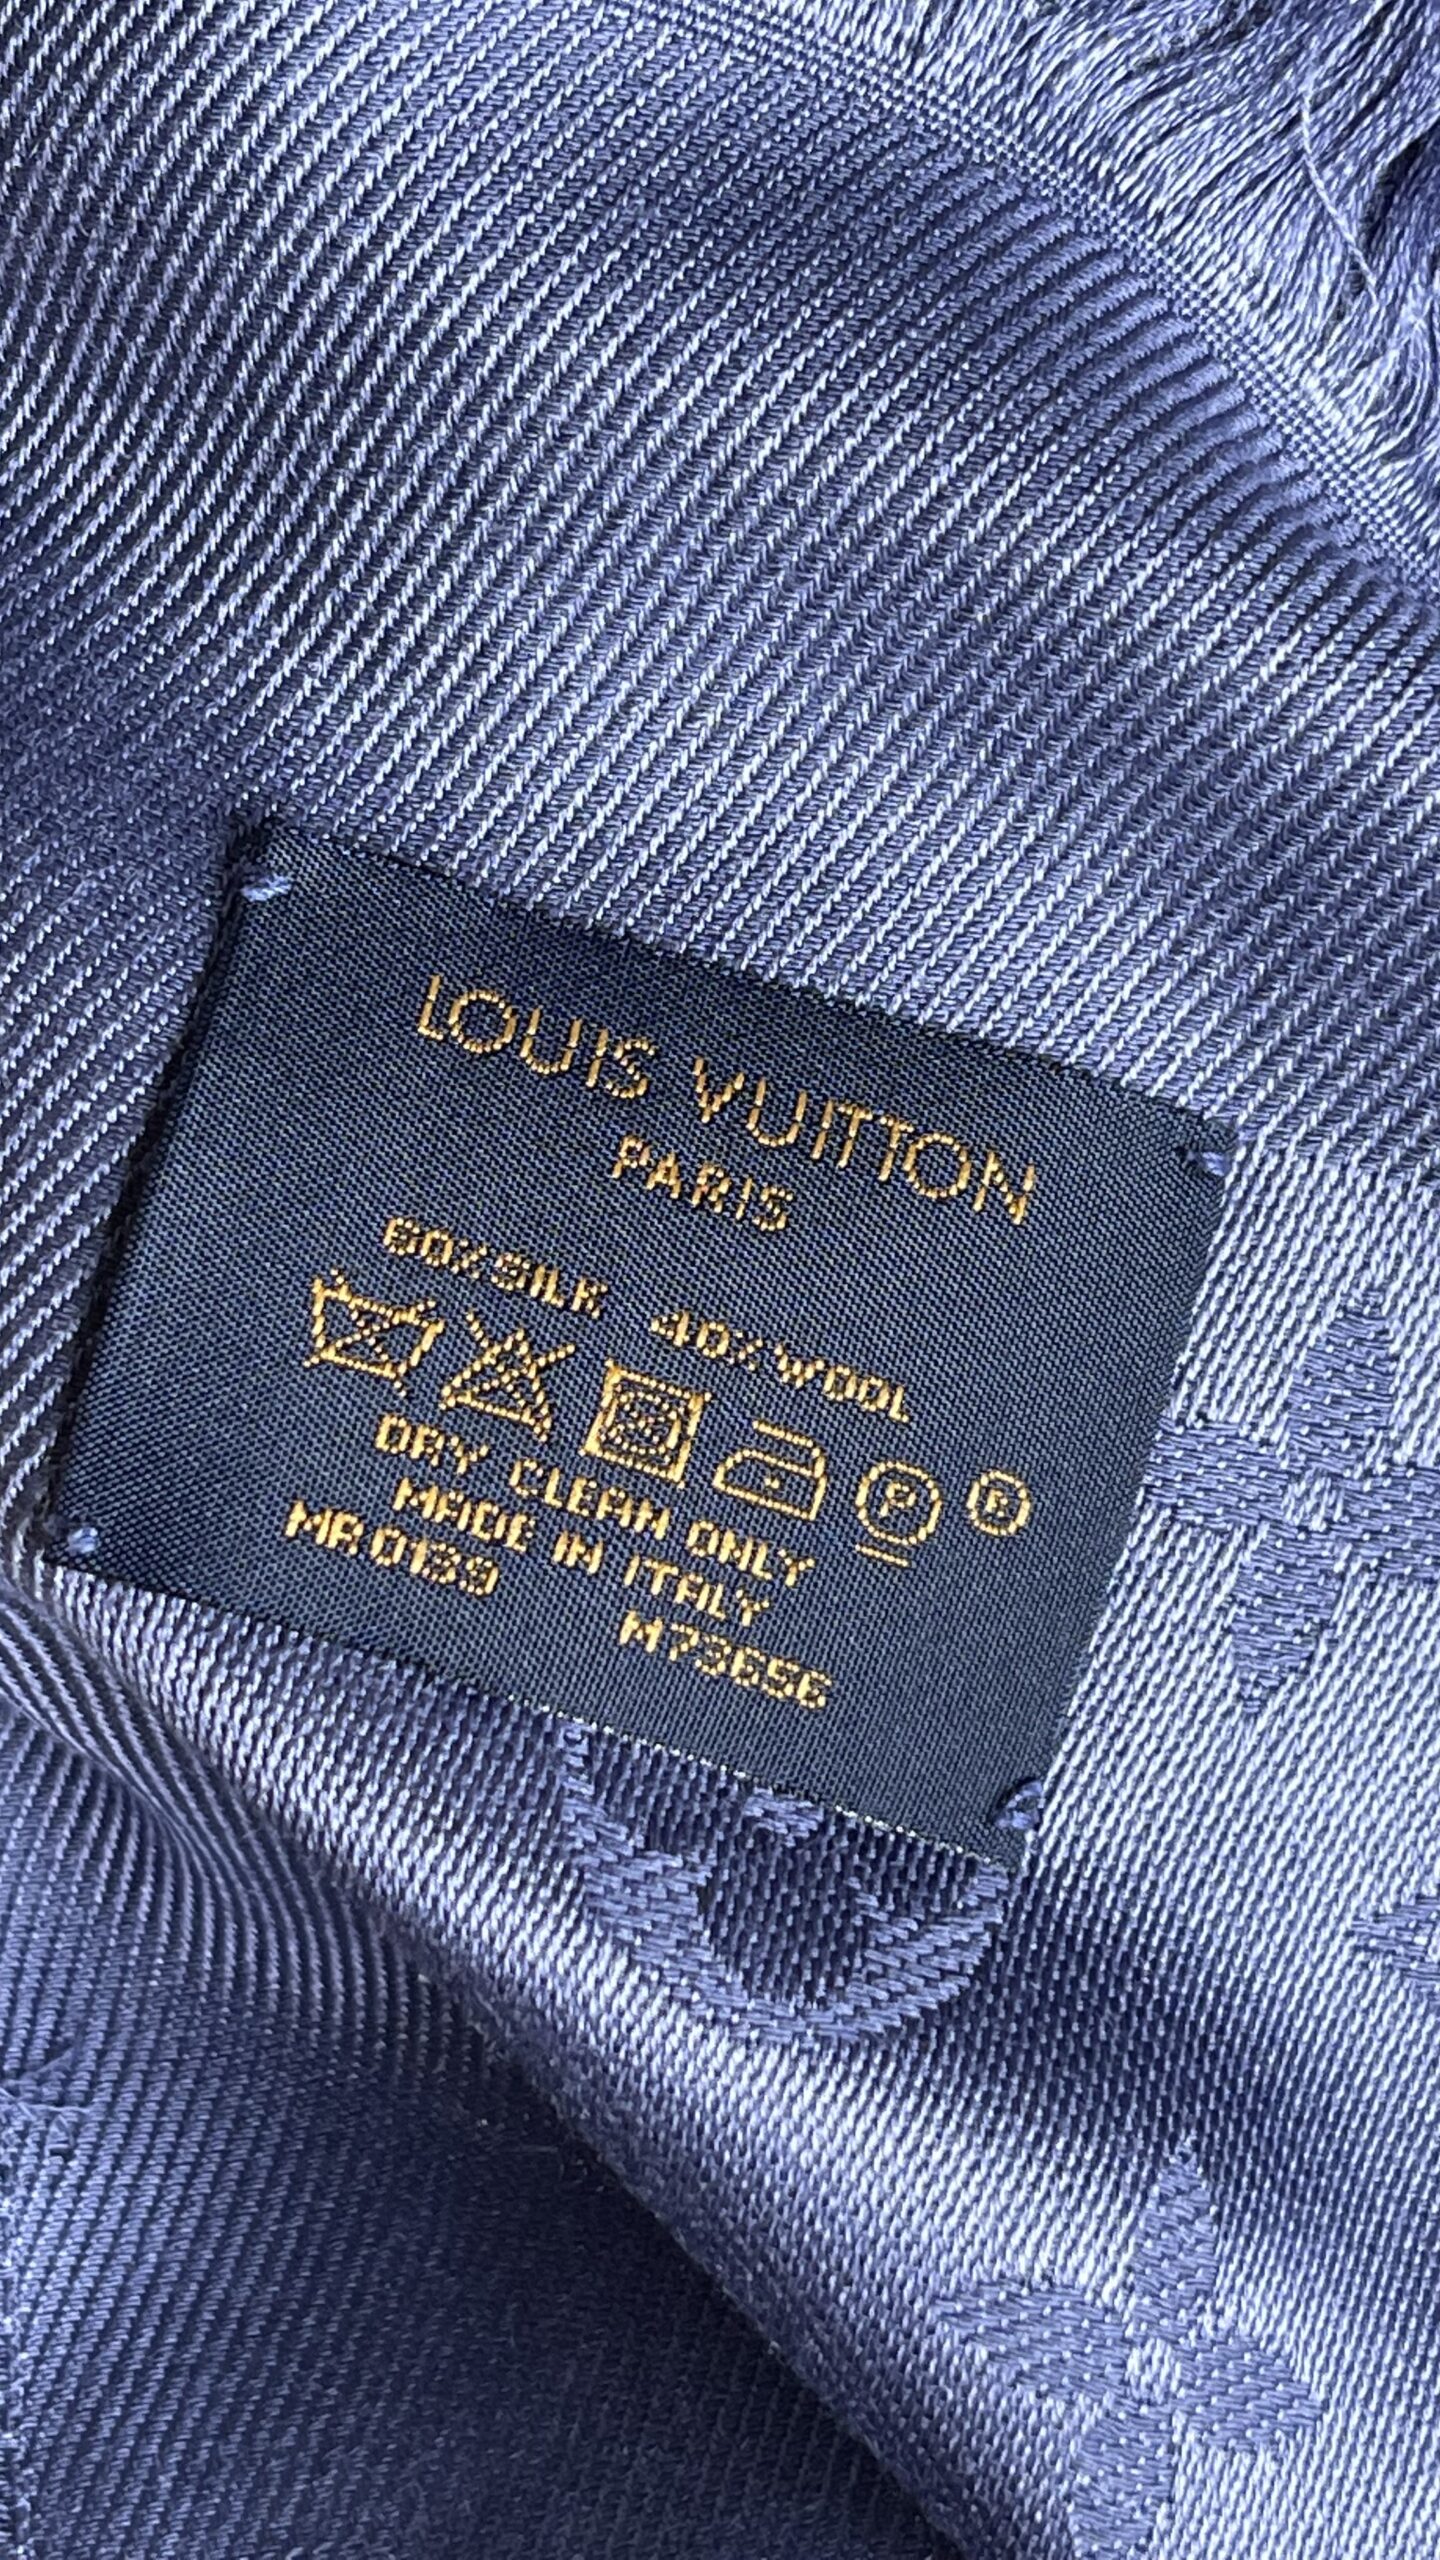 LOUIS VUITTON
PARIS
60%SILK 40%WOOL
P ®
DRY CLEAN ONLY
MADE IN ITALY
MR0139 M73656